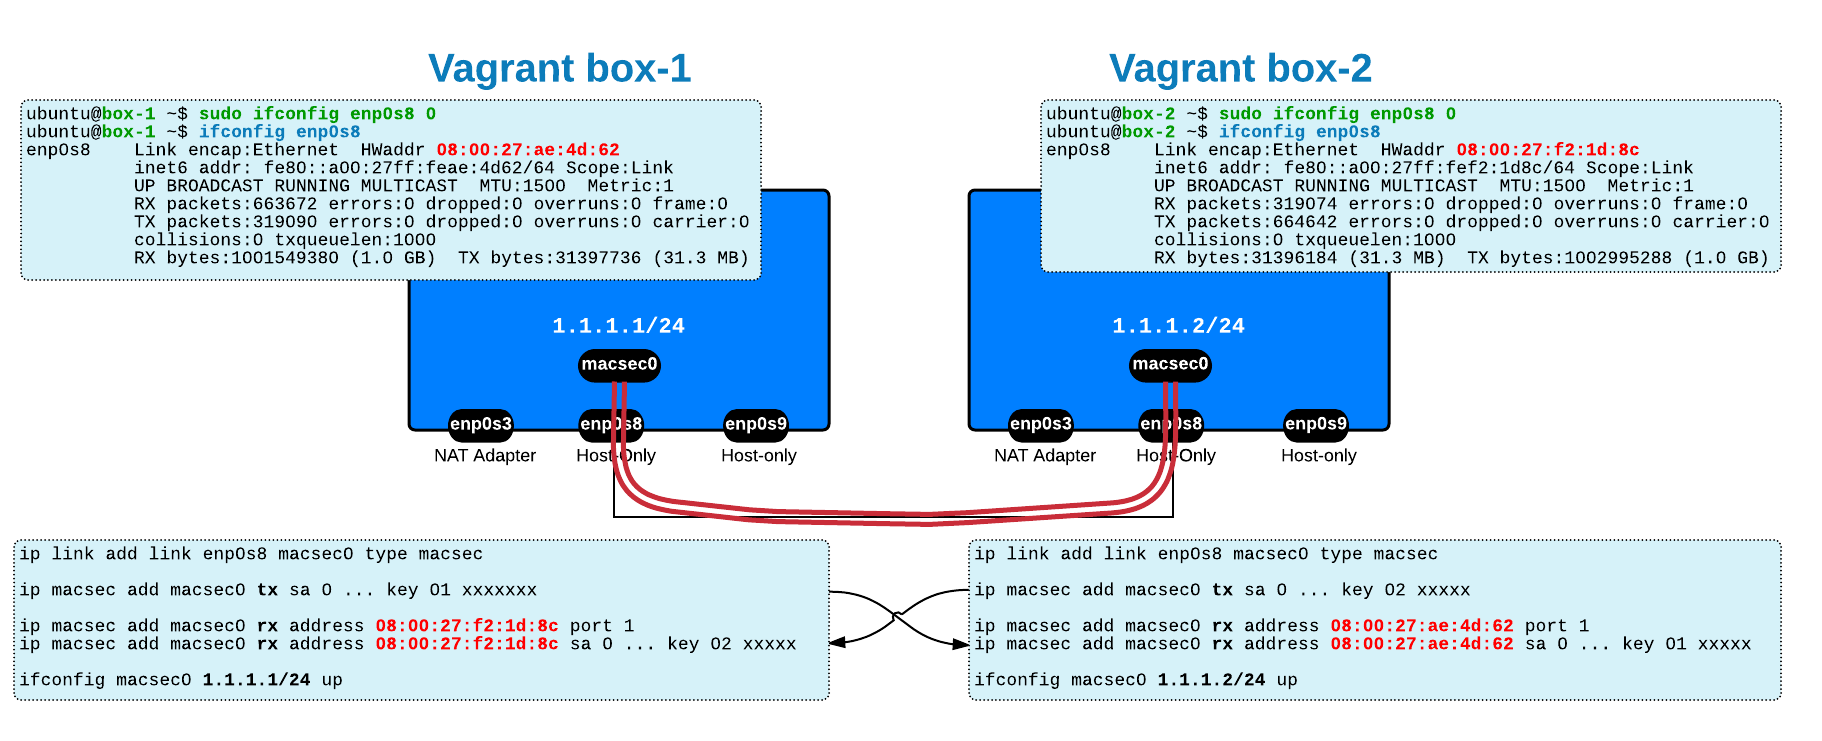 Vagrant box-1
ubuntu@box-1 ~$ sudo ifconfig enp0s8 0
ubuntu@box-1 ~$ ifconfig enp0s8
enp0s8    Link encap:Ethernet  HWaddr 08:00:27:ae:4d:62
inet6 addr: fe80::a00:27ff:feae:4d62/64 Scope:Link
UP BROADCAST RUNNING MULTICAST  MTU:1500  Metric:1
RX packets:663672 errors:0 dropped:0 overruns:0 frame:0
TX packets:319090 errors:0 dropped:0 overruns:0 carrier:0
collisions:0 txqueuelen:1000
RX bytes:1001549380 (1.0 GB)  TX bytes:31397736 (31.3 MB)
1.1.1.1/24
macsec0
enp0s3
enp0s8
enp0s9
NAT Adapter
Host-Only
Host-only
Vagrant box-2
ubuntu@box-2 ~$ sudo ifconfig enp0s8 0
ubuntu@box-2 ~$ ifconfig enp0s8
enp0s8    Link encap:Ethernet  HWaddr 08:00:27:f2:1d:8c
inet6 addr: fe80::a00:27ff:fef2:1d8c/64 Scope:Link
UP BROADCAST RUNNING MULTICAST  MTU:1500  Metric:1
RX packets:319074 errors:0 dropped:0 overruns:0 frame:0
TX packets:664642 errors:0 dropped:0 overruns:0 carrier:0
collisions:0 txqueuelen:1000
RX bytes:31396184 (31.3 MB)  TX bytes:1002995288 (1.0 GB)
1.1.1.2/24
macsec0
enp0s3
enp0s8
enp0s9
NAT Adapter
Host-Only
Host-only
ip link add link enp0s8 macsec0 type macsec
ip macsec add macsec0 tx sa 0 ... key 01 xxxxxxx
ip macsec add macsec0 rx address 08:00:27:f2:1d:8c port 1
ip macsec add macsec0 rx address 08:00:27:f2:1d:8c sa 0 ... key 02 xxxxx
ifconfig macsec0 1.1.1.1/24 up
ip link add link enp0s8 macsec0 type macsec
ip macsec add macsec0 tx sa 0 ... key 02 xxxxx
ip macsec add macsec0 rx address 08:00:27:ae:4d:62 port 1
ip macsec add macsec0 rx address 08:00:27:ae:4d:62 sa 0 ... key 01 xxxxx
ifconfig macsec0 1.1.1.2/24 up